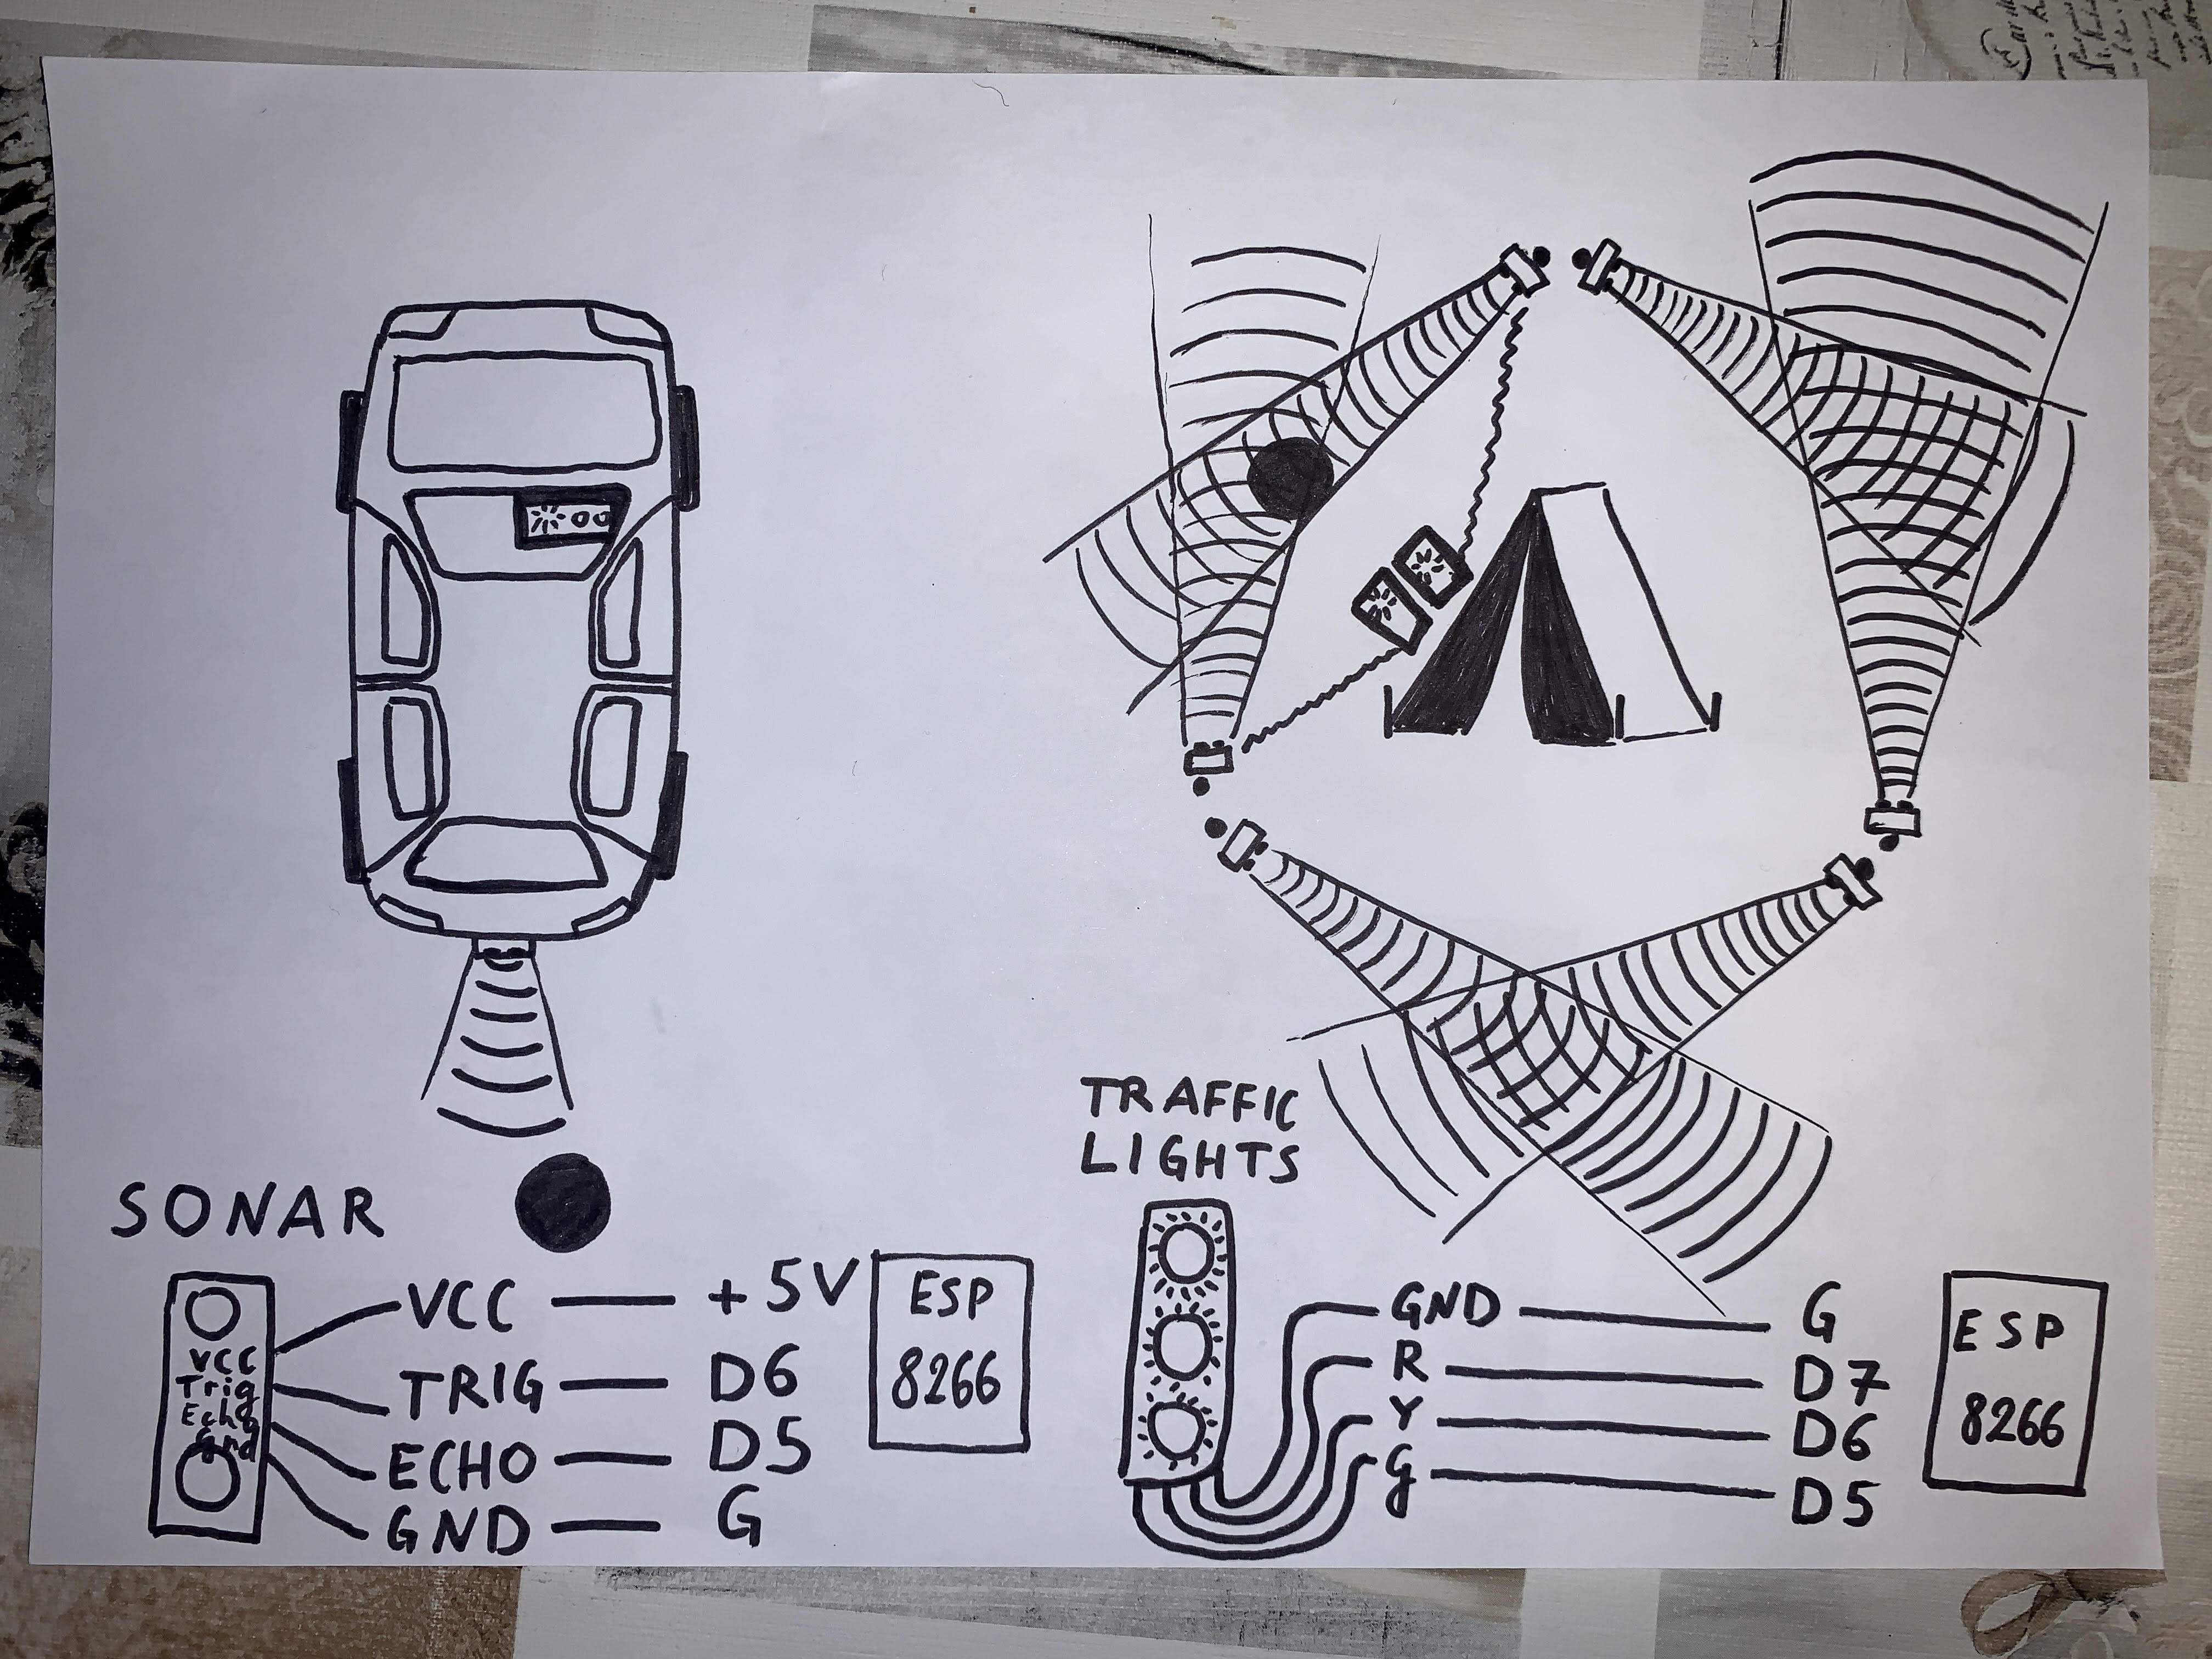 SONAR
VCC
Trig
Echo
Gnd
VCC — +5V
TRIG — D6
ECHO — D5
GND — G
ESP
8266
TRAFFIC
LIGHTS
GND — G
R — D7
Y — D6
G — D5
ESP
8266